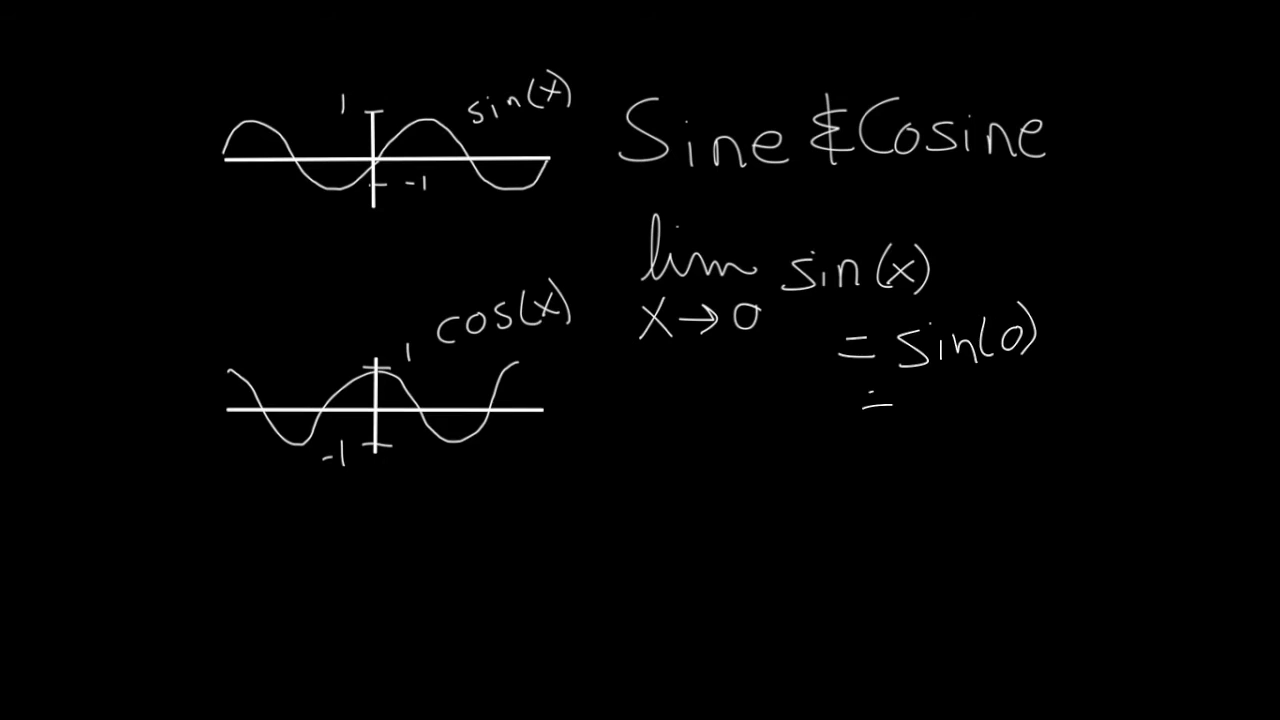 1
sin(x)
-1
Sine & Cosine
lim sin(x)
x→0
= sin(0)
=
cos(x)
1
-1